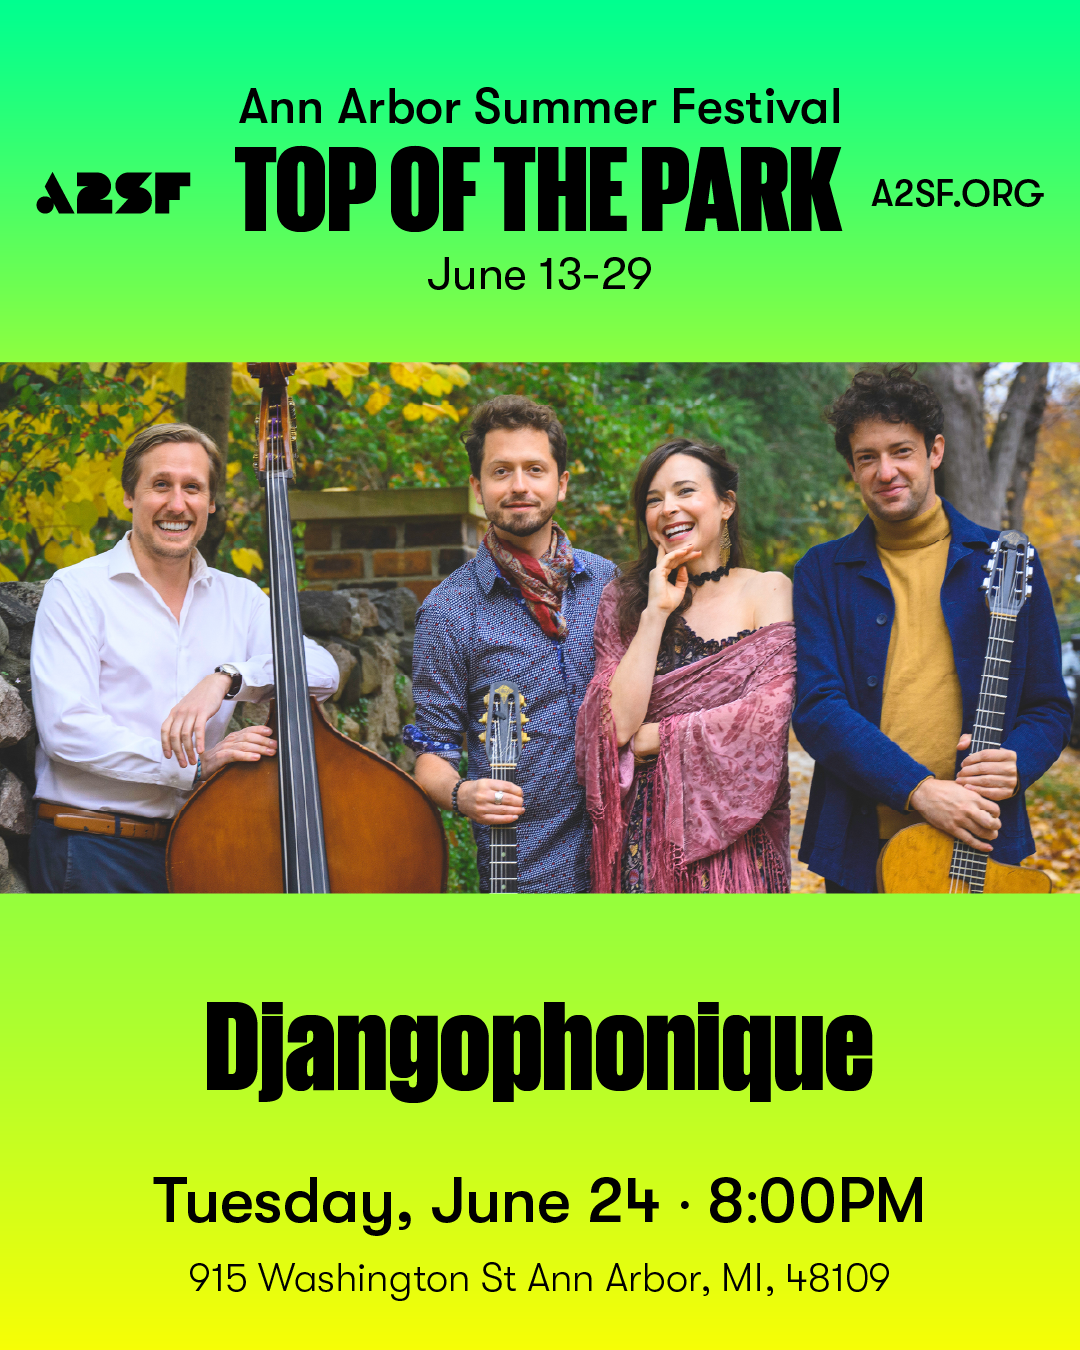 Ann Arbor Summer Festival
A2SF TOP OF THE PARK A2SF.ORG
June 13-29
Djangophonique
Tuesday, June 24 · 8:00PM
915 Washington St Ann Arbor, MI, 48109